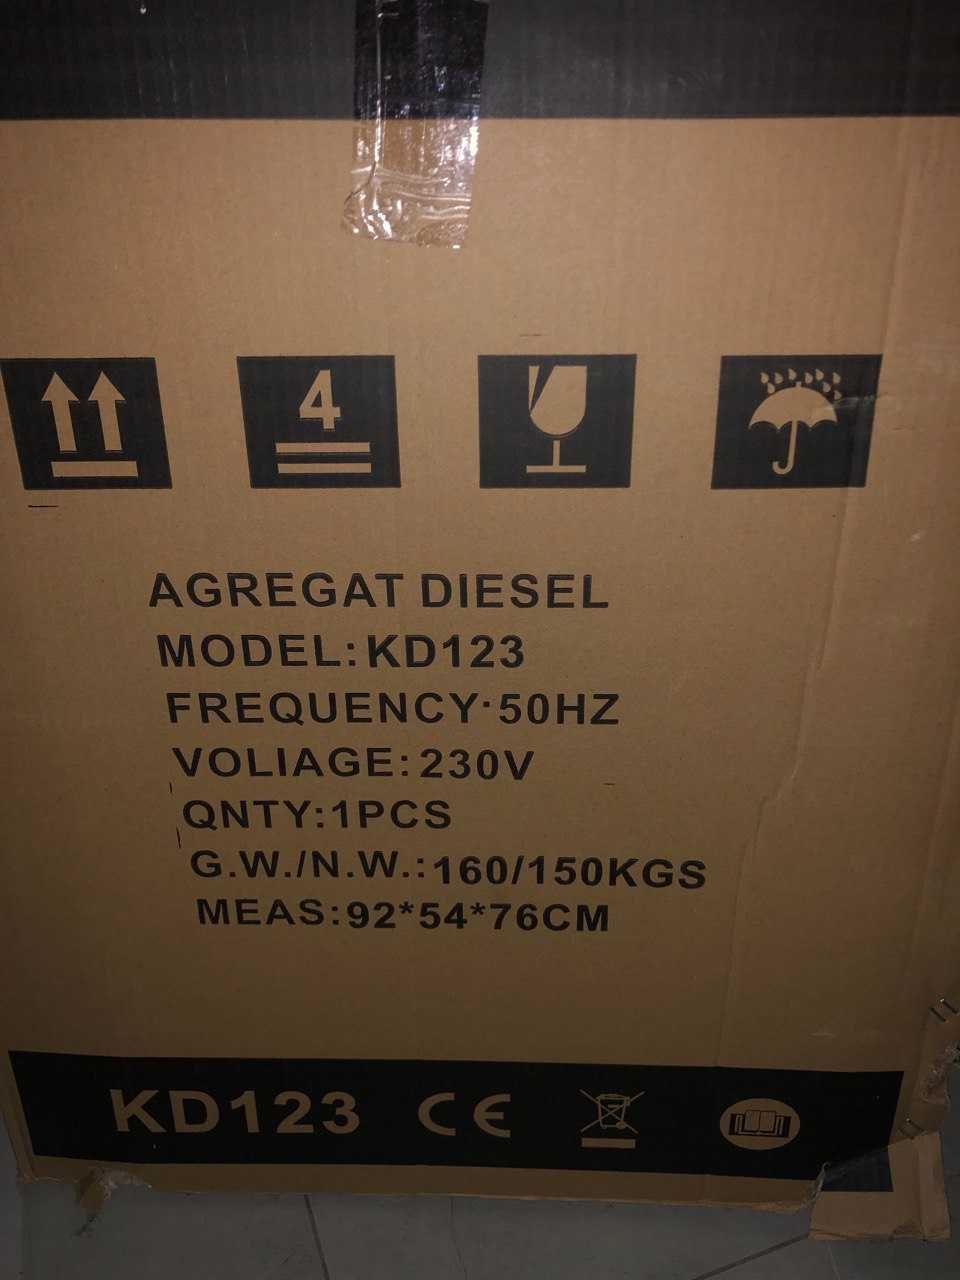 4
AGREGAT DIESEL
MODEL:KD123
FREQUENCY·50HZ
VOLIAGE:230V
QNTY:1PCS
G.W./N.W.:160/150KGS
MEAS:92*54*76CM
KD123 CE